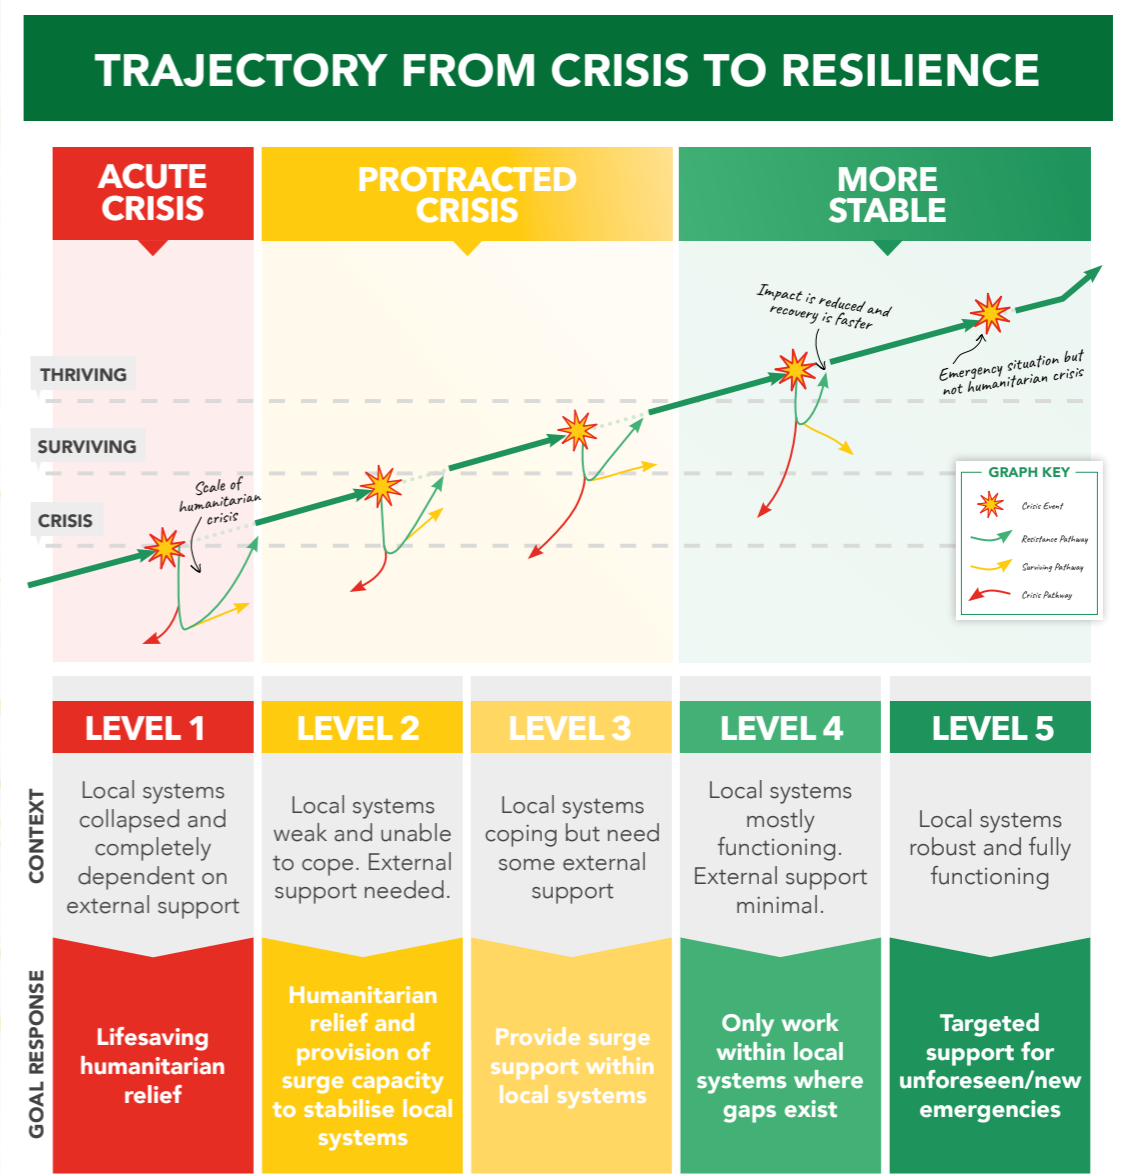 TRAJECTORY FROM CRISIS TO RESILIENCE
ACUTE
CRISIS
PROTRACTED
CRISIS
MORE
STABLE
Impact is reduced and
recovery is faster
Emergency situation but
not humanitarian crisis
THRIVING
SURVIVING
CRISIS
Scale of
humanitarian
crisis
GRAPH KEY
Crisis Event
Resistance Pathway
Surviving Pathway
Crisis Pathway
CONTEXT
LEVEL 1
Local systems
collapsed and
completely
dependent on
external support
LEVEL 2
Local systems
weak and unable
to cope. External
support needed.
LEVEL 3
Local systems
coping but need
some external
support
LEVEL 4
Local systems
mostly
functioning.
External support
minimal.
LEVEL 5
Local systems
robust and fully
functioning
GOAL RESPONSE
Lifesaving
humanitarian
relief
Humanitarian
relief and
provision of
surge capacity
to stabilise local
systems
Provide surge
support within
local systems
Only work
within local
systems where
gaps exist
Targeted
support for
unforeseen/new
emergencies